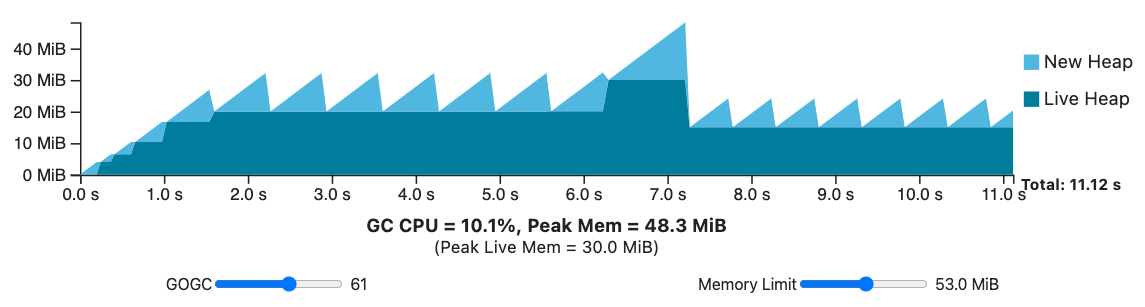 40 MiB
30 MiB
20 MiB
10 MiB
0 MiB
0.0 s 1.0 s 2.0 s 3.0 s 4.0 s 5.0 s 6.0 s 7.0 s 8.0 s 9.0 s 10.0 s 11.0 s
Total: 11.12 s
New Heap
Live Heap
GC CPU = 10.1%, Peak Mem = 48.3 MiB
(Peak Live Mem = 30.0 MiB)
GOGC 61
Memory Limit 53.0 MiB